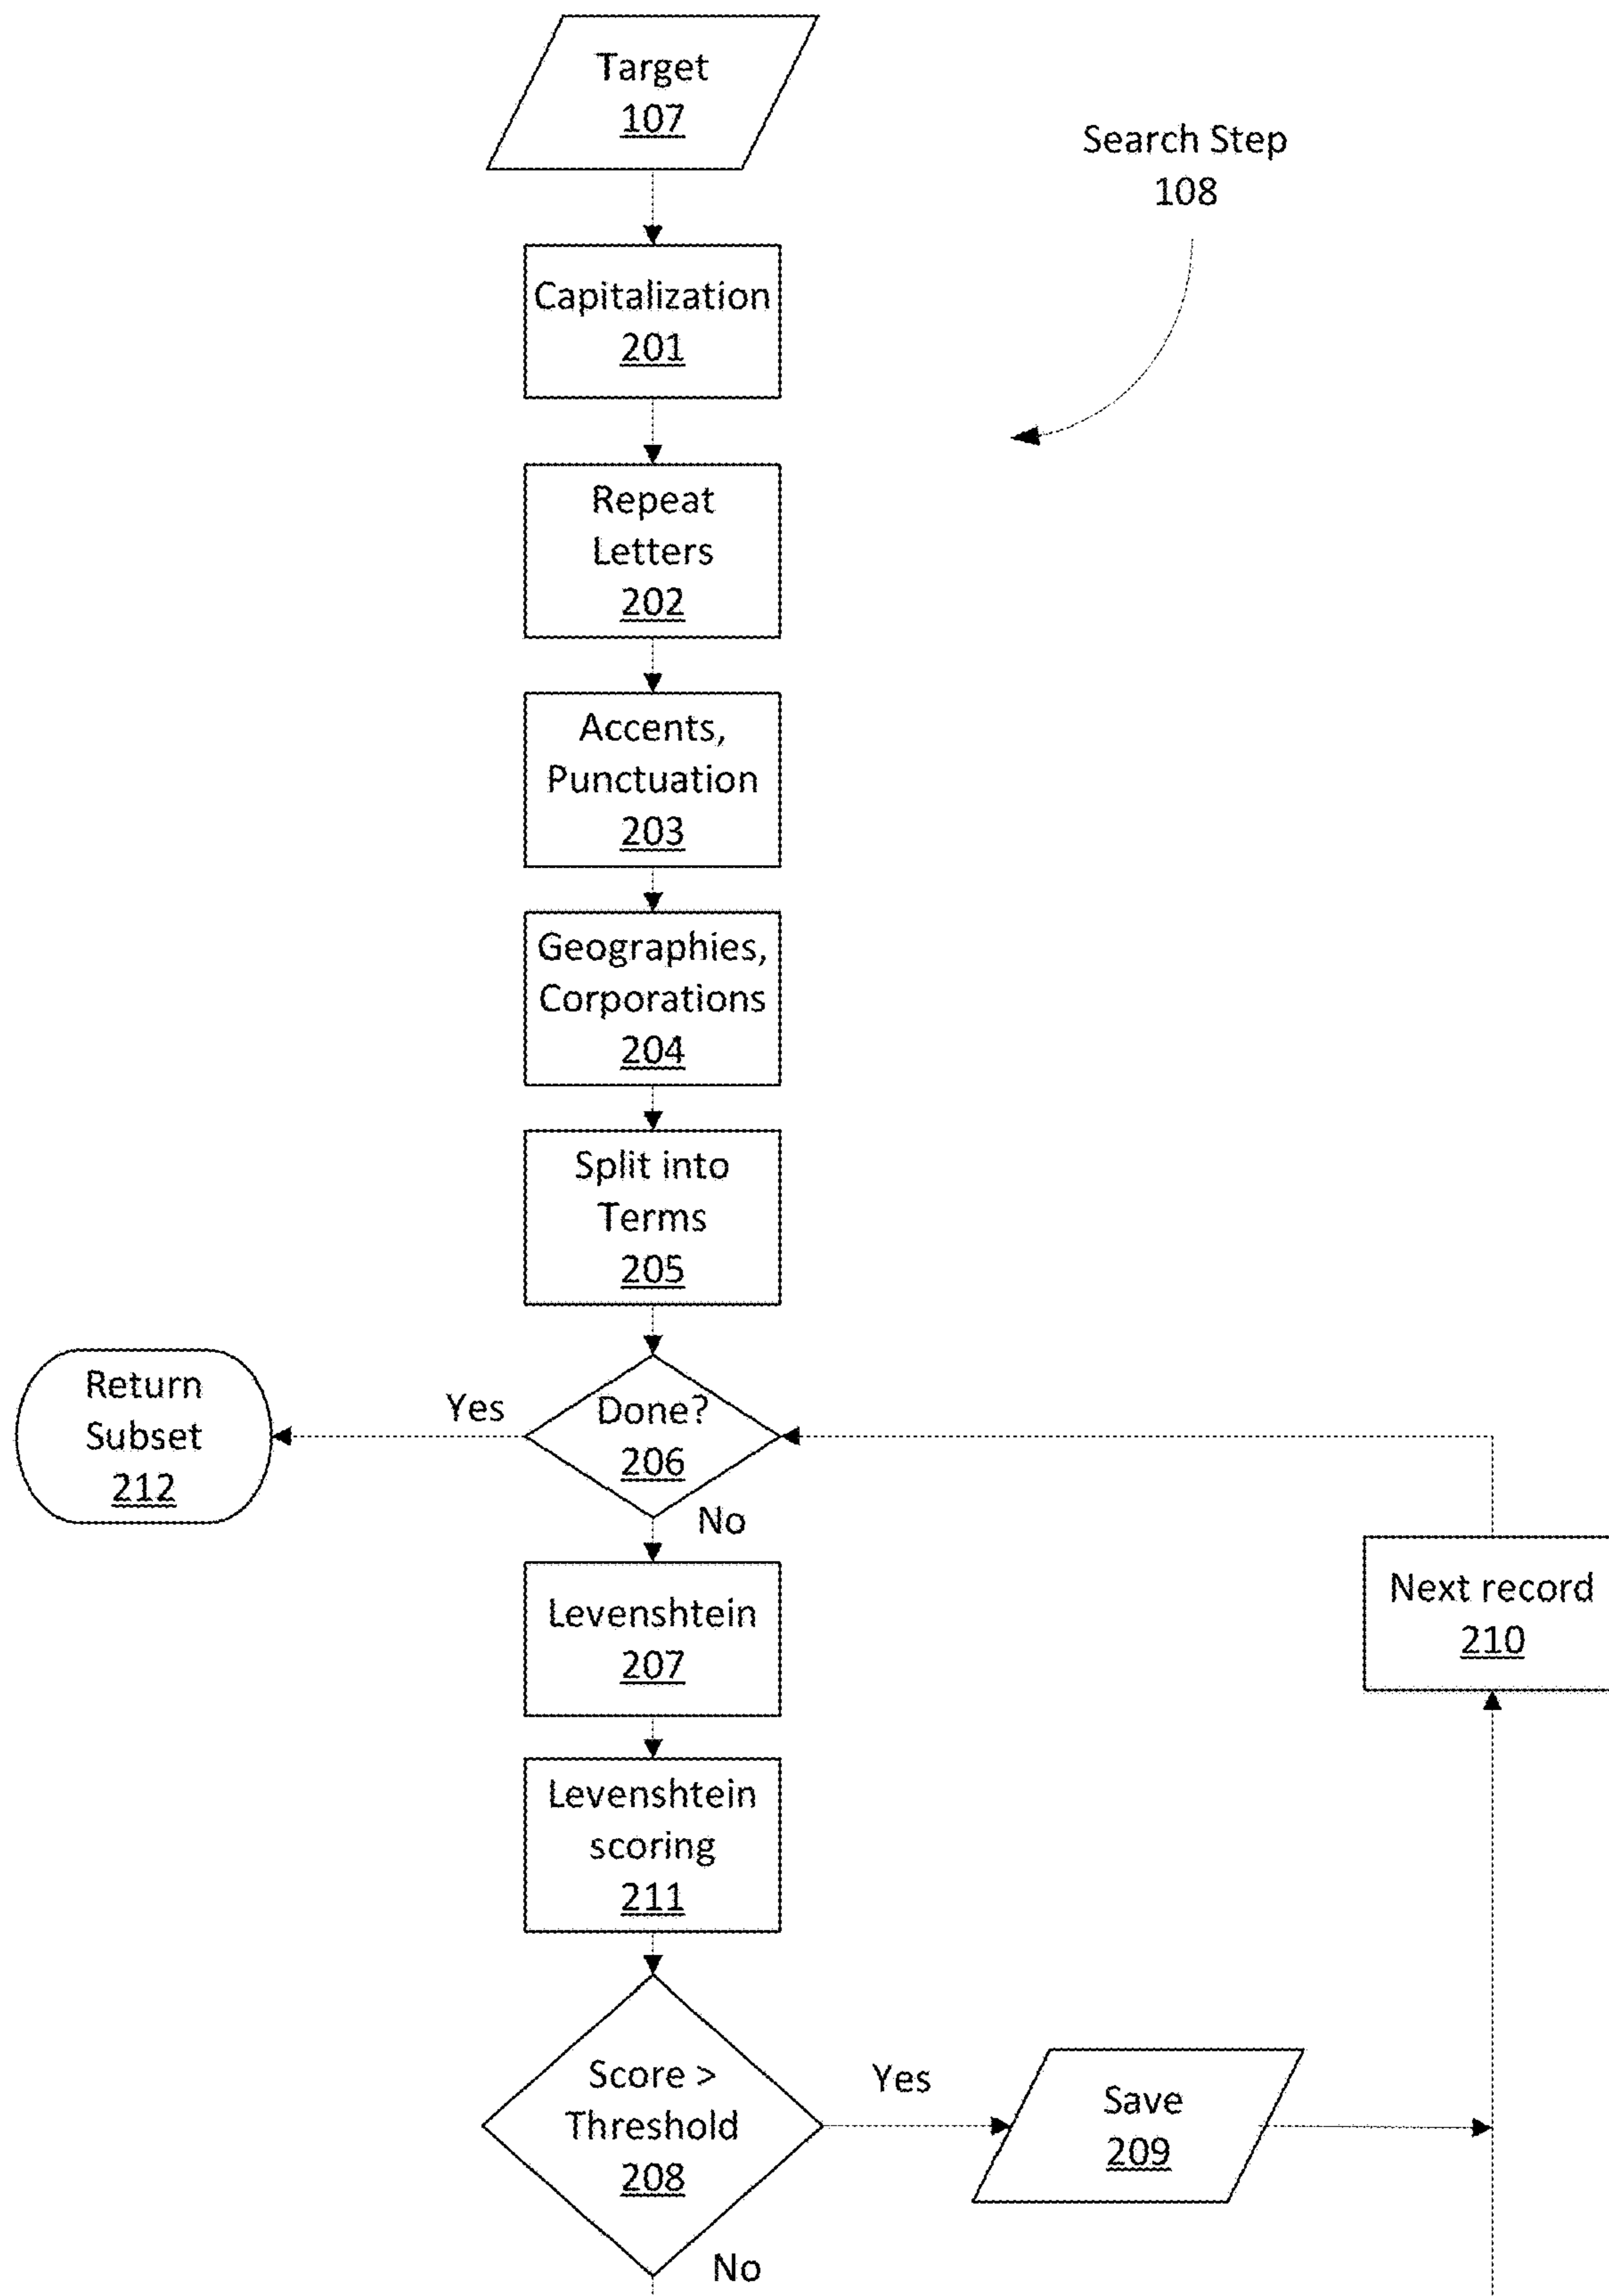 Target
107
Search Step
108
Capitalization
201
Repeat
Letters
202
Accents,
Punctuation
203
Geographies,
Corporations
204
Split into
Terms
205
Return
Subset
212
Yes
Done?
206
No
Levenshtein
207
Next record
210
Levenshtein
scoring
211
Score >
Threshold
208
Yes
Save
209
No